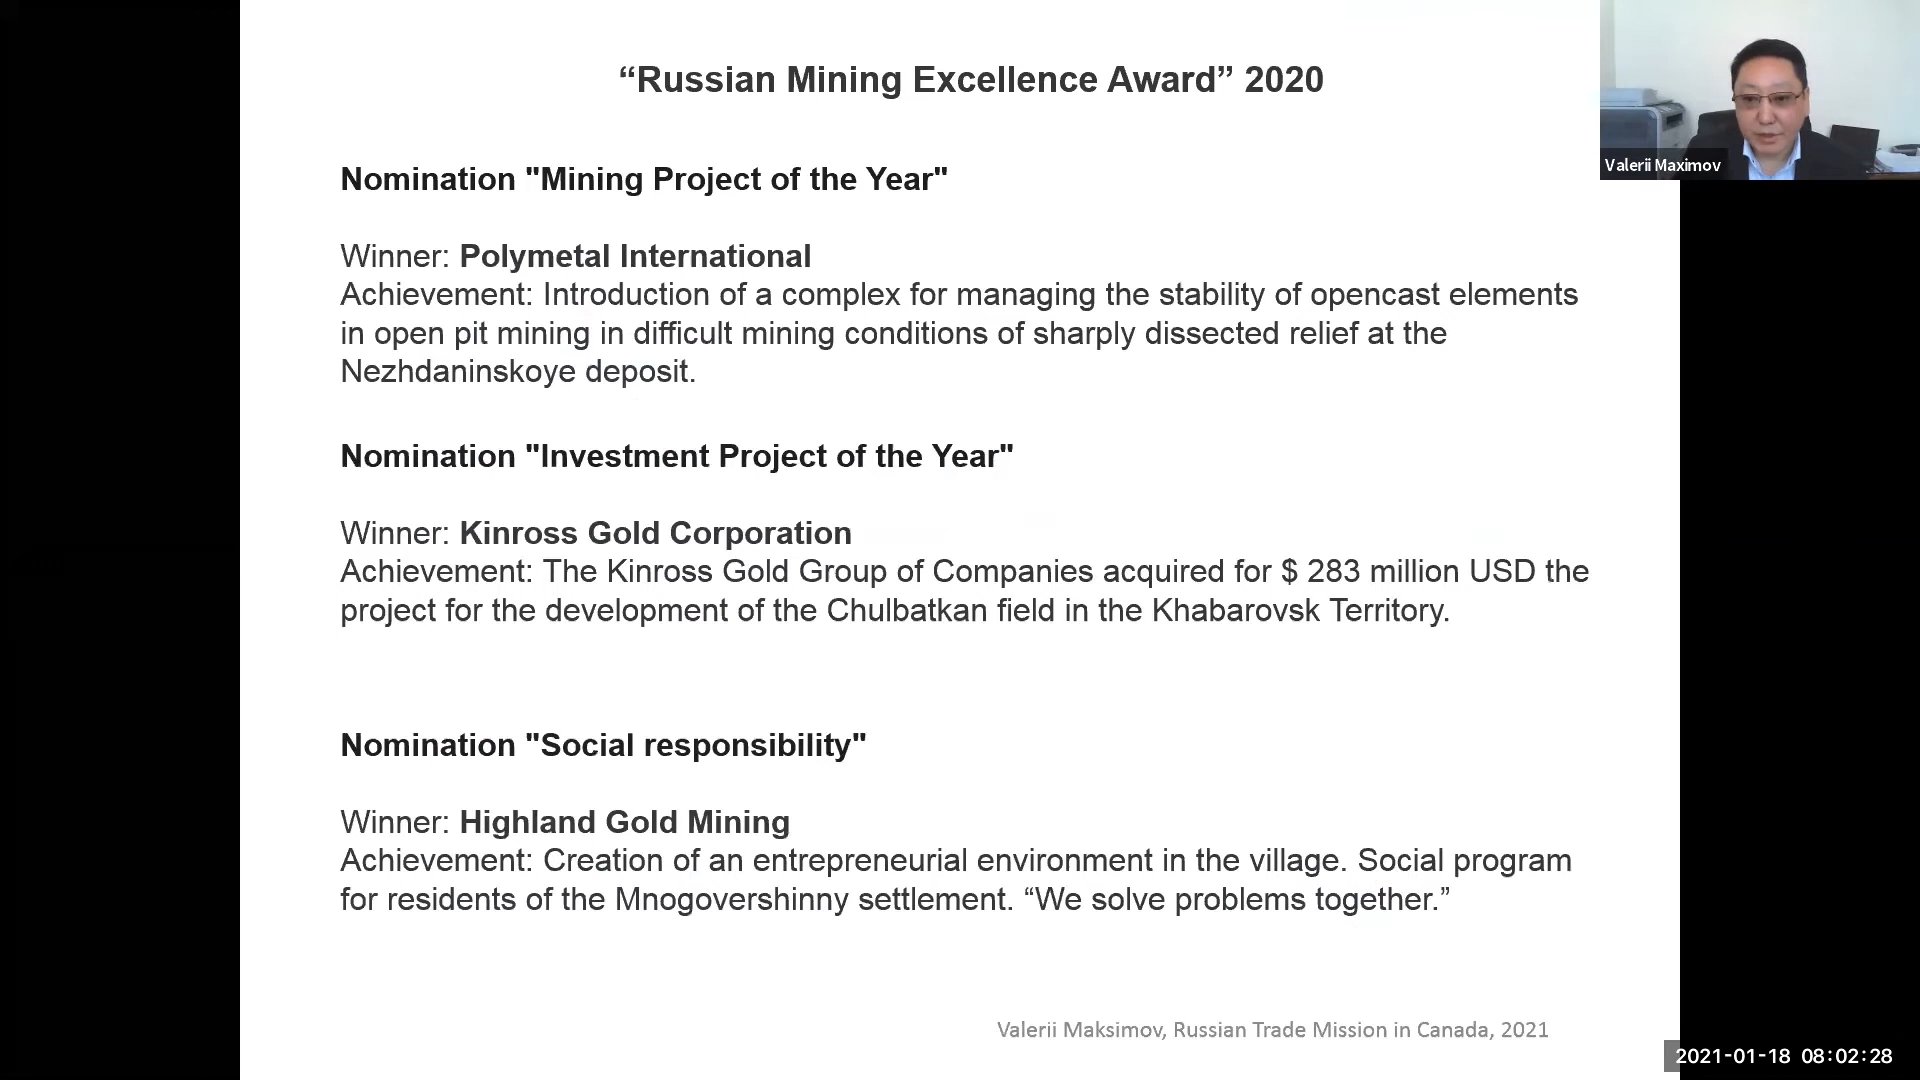 “Russian Mining Excellence Award” 2020
Valerii Maximov
Nomination "Mining Project of the Year"
Winner: Polymetal International
Achievement: Introduction of a complex for managing the stability of opencast elements
in open pit mining in difficult mining conditions of sharply dissected relief at the
Nezhdaninskoye deposit.
Nomination "Investment Project of the Year"
Winner: Kinross Gold Corporation
Achievement: The Kinross Gold Group of Companies acquired for $ 283 million USD the
project for the development of the Chulbatkan field in the Khabarovsk Territory.
Nomination "Social responsibility"
Winner: Highland Gold Mining
Achievement: Creation of an entrepreneurial environment in the village. Social program
for residents of the Mnogovershinny settlement. “We solve problems together.”
Valerii Maksimov, Russian Trade Mission in Canada, 2021
2021-01-18 08:02:28